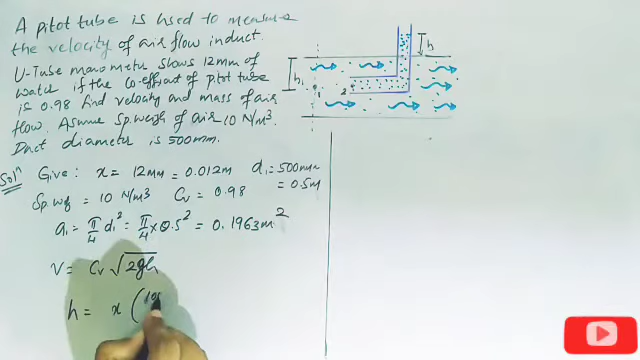 A pitot tube is used to measure
the velocity of air flow in duct.
U-Tube manometer shows 12mm of
water if the co-efficient of pitot tube
is 0.98 find velocity and mass of air
flow. Assume Sp.weigh of air 10 N/m³.
Duct diameter is 500mm.
Solⁿ Give: x = 12mm = 0.012m d₁ = 500mm
= 0.5m
Sp.wg = 10 N/m³ Cv = 0.98
a₁ = π/4 d₁² = π/4 × 0.5² = 0.1963m²
v = Cv √2gh
h = x (
h₁
1
2
h